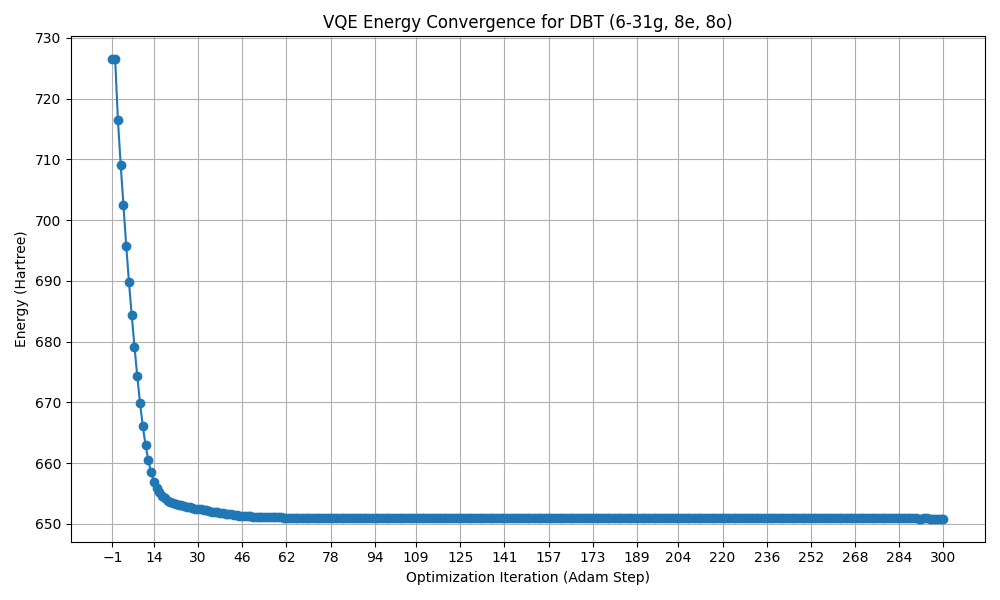 VQE Energy Convergence for DBT (6-31g, 8e, 8o)
730
720
710
700
690
680
670
660
650
Energy (Hartree)
−1 14 30 46 62 78 94 109 125 141 157 173 189 204 220 236 252 268 284 300
Optimization Iteration (Adam Step)